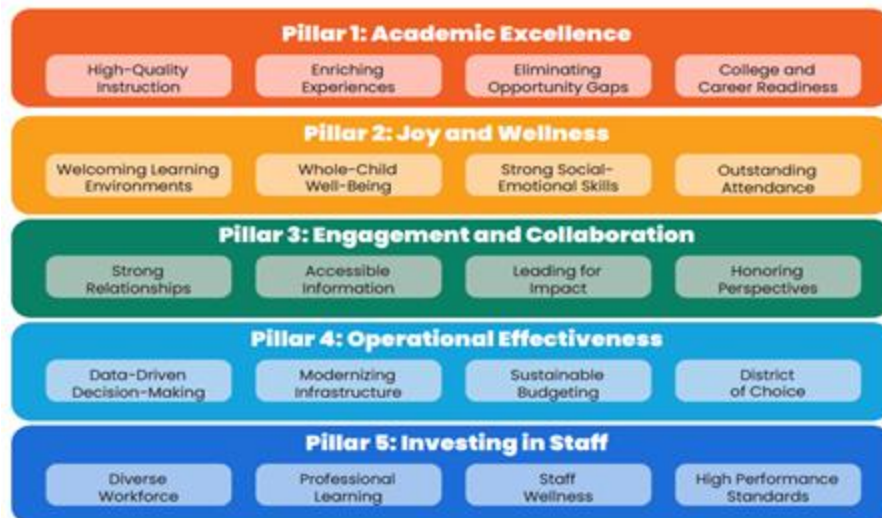 Pillar 1: Academic Excellence
High-Quality
Instruction
Enriching
Experiences
Eliminating
Opportunity Gaps
College and
Career Readiness
Pillar 2: Joy and Wellness
Welcoming Learning
Environments
Whole-Child
Well-Being
Strong Social-
Emotional Skills
Outstanding
Attendance
Pillar 3: Engagement and Collaboration
Strong
Relationships
Accessible
Information
Leading for
Impact
Honoring
Perspectives
Pillar 4: Operational Effectiveness
Data-Driven
Decision-Making
Modernizing
Infrastructure
Sustainable
Budgeting
District
of Choice
Pillar 5: Investing in Staff
Diverse
Workforce
Professional
Learning
Staff
Wellness
High Performance
Standards